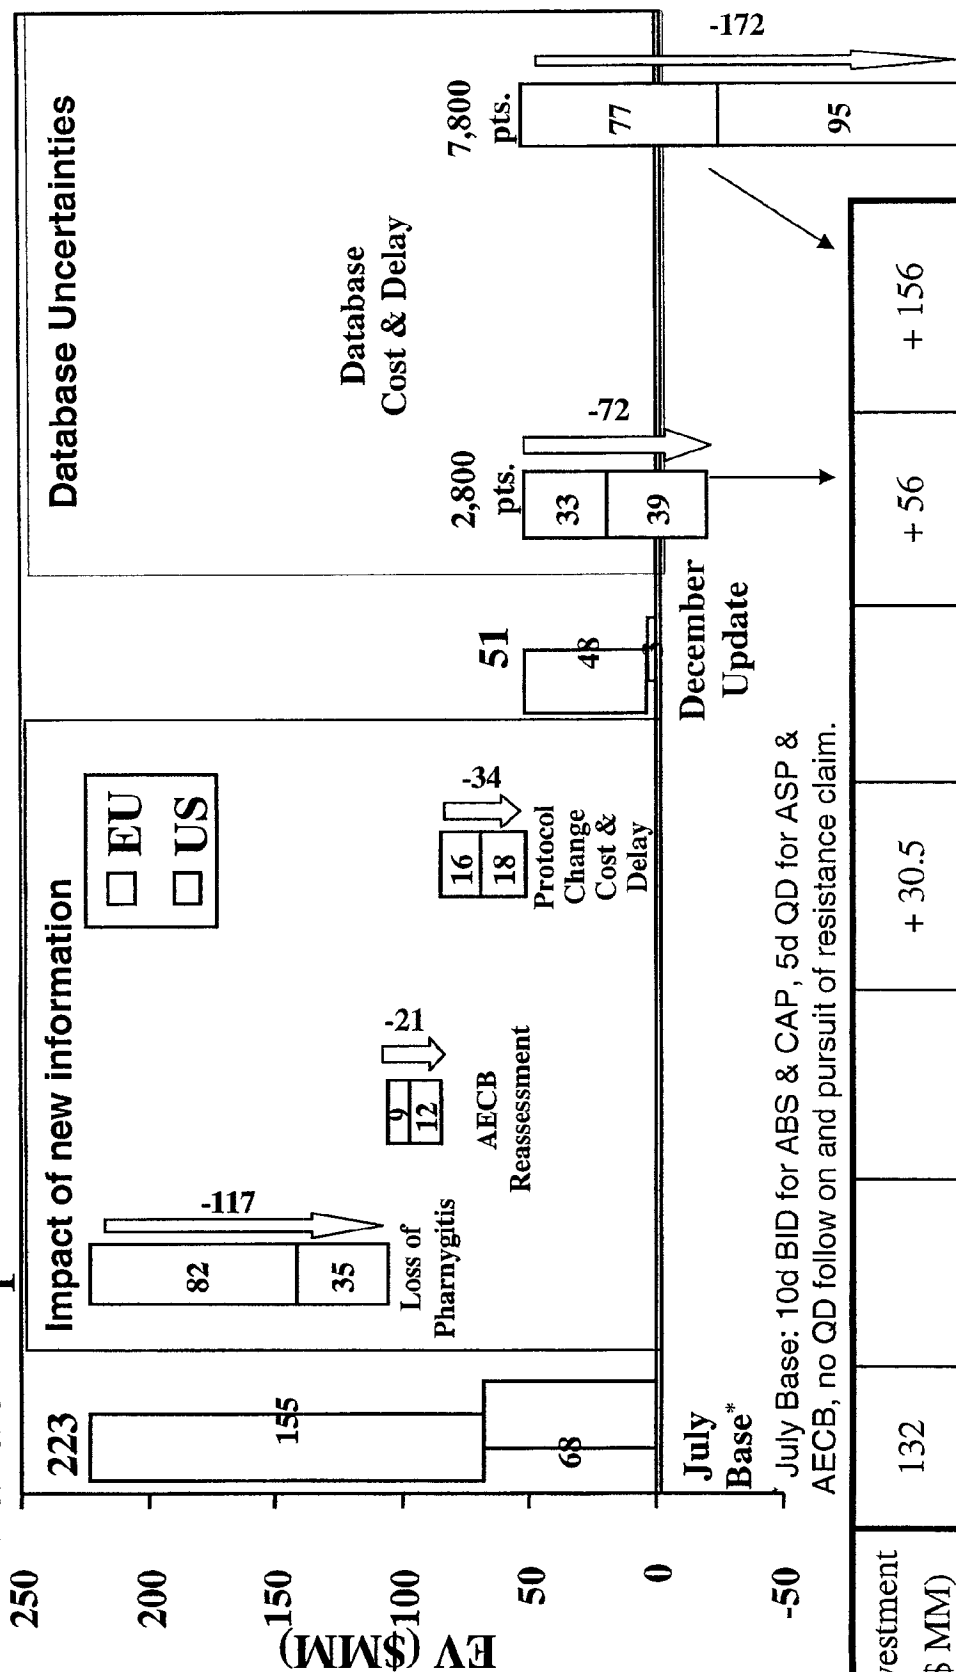 Impact of new information
Database Uncertainties
EV ($MM)
250
200
150
100
50
0
-50
EU
US
223
155
68
July
Base*
82
35
-117
Loss of
Pharnygitis
9
12
-21
AECB
Reassessment
16
18
-34
Protocol
Change
Cost &
Delay
51
48
December
Update
2,800
pts.
33
39
-72
Database
Cost & Delay
7,800
pts.
77
95
-172
July Base: 10d BID for ABS & CAP, 5d QD for ASP &
AECB, no QD follow on and pursuit of resistance claim.
vestment
$ MM)
132
+ 30.5
+ 56
+ 156